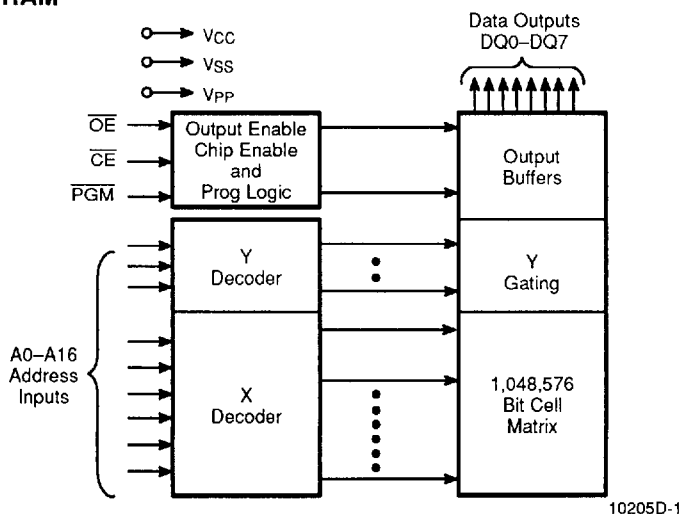 Data Outputs
DQ0–DQ7
VCC
VSS
VPP
OE
CE
PGM
Output Enable
Chip Enable
and
Prog Logic
Output
Buffers
Y
Decoder
Y
Gating
A0–A16
Address
Inputs
X
Decoder
1,048,576
Bit Cell
Matrix
10205D-1